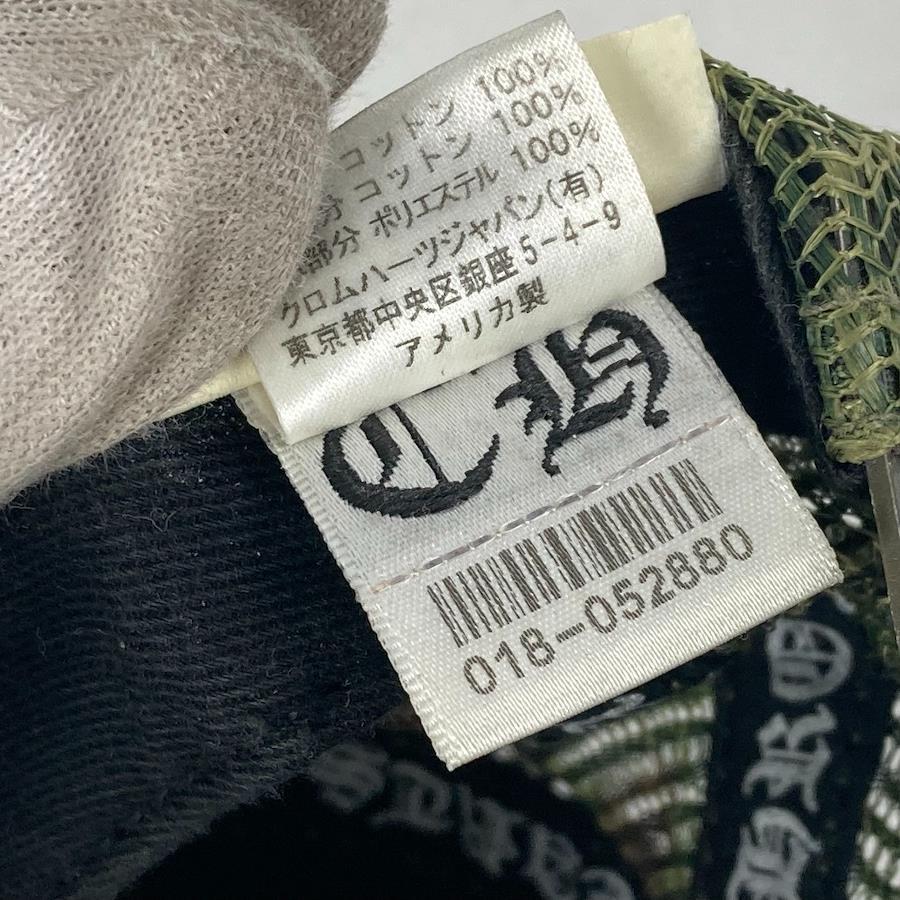 コットン 100%
分 コットン 100%
部分 ポリエステル 100%
クロムハーツジャパン(有)
東京都中央区銀座5-4-9
アメリカ製
CH
018-052880
CHRO